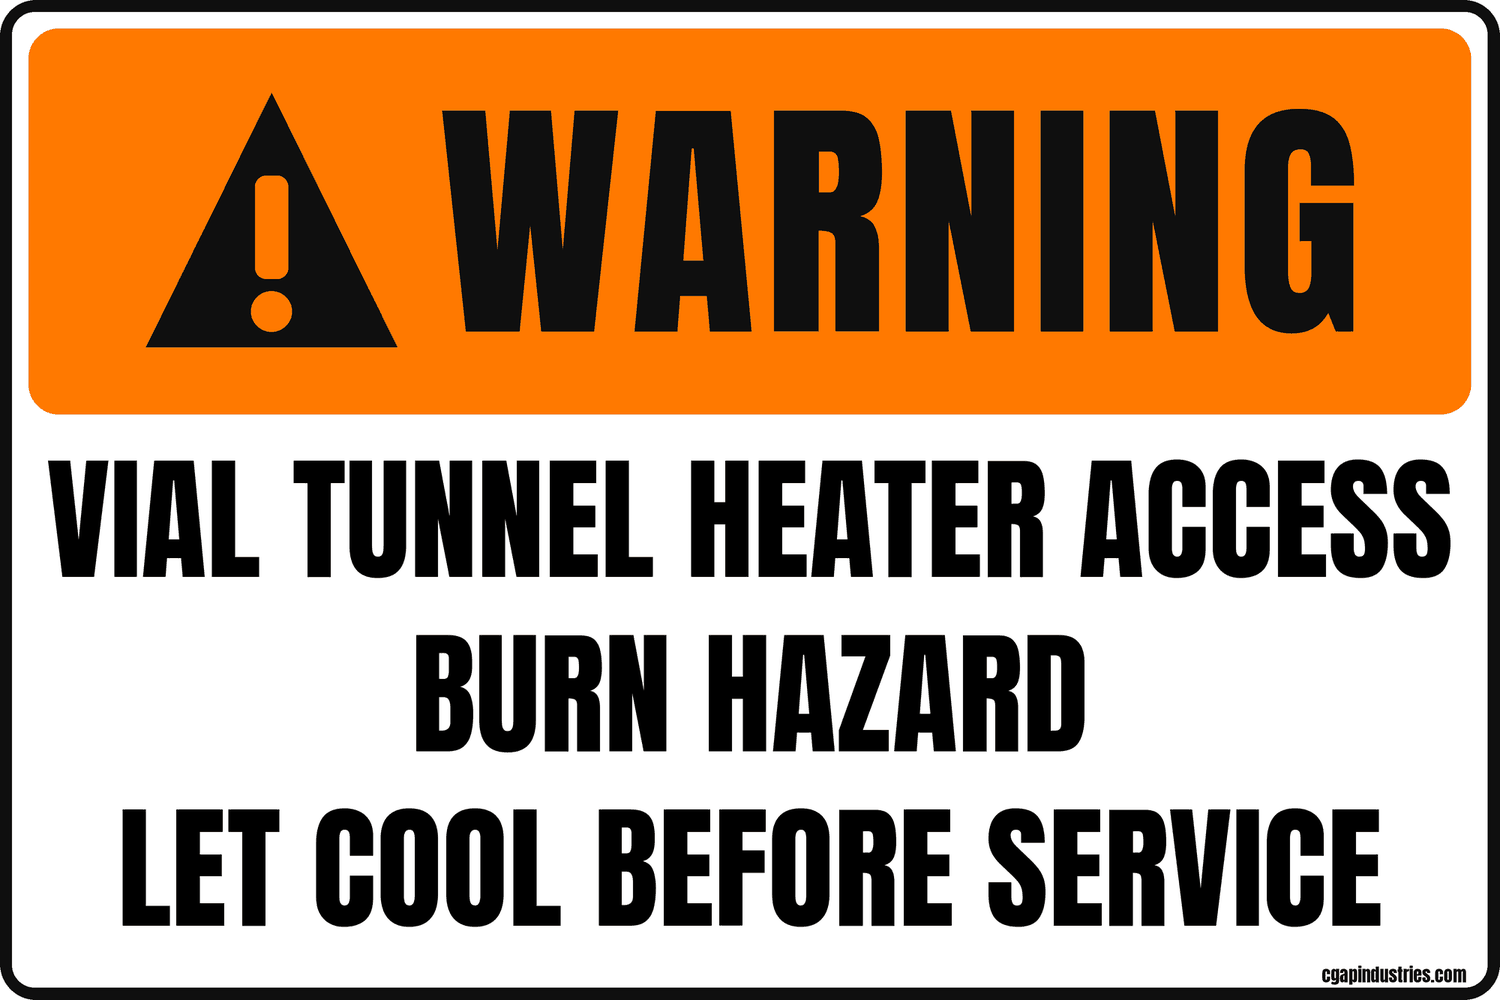 WARNING
VIAL TUNNEL HEATER ACCESS
BURN HAZARD
LET COOL BEFORE SERVICE
cgapindustries.com